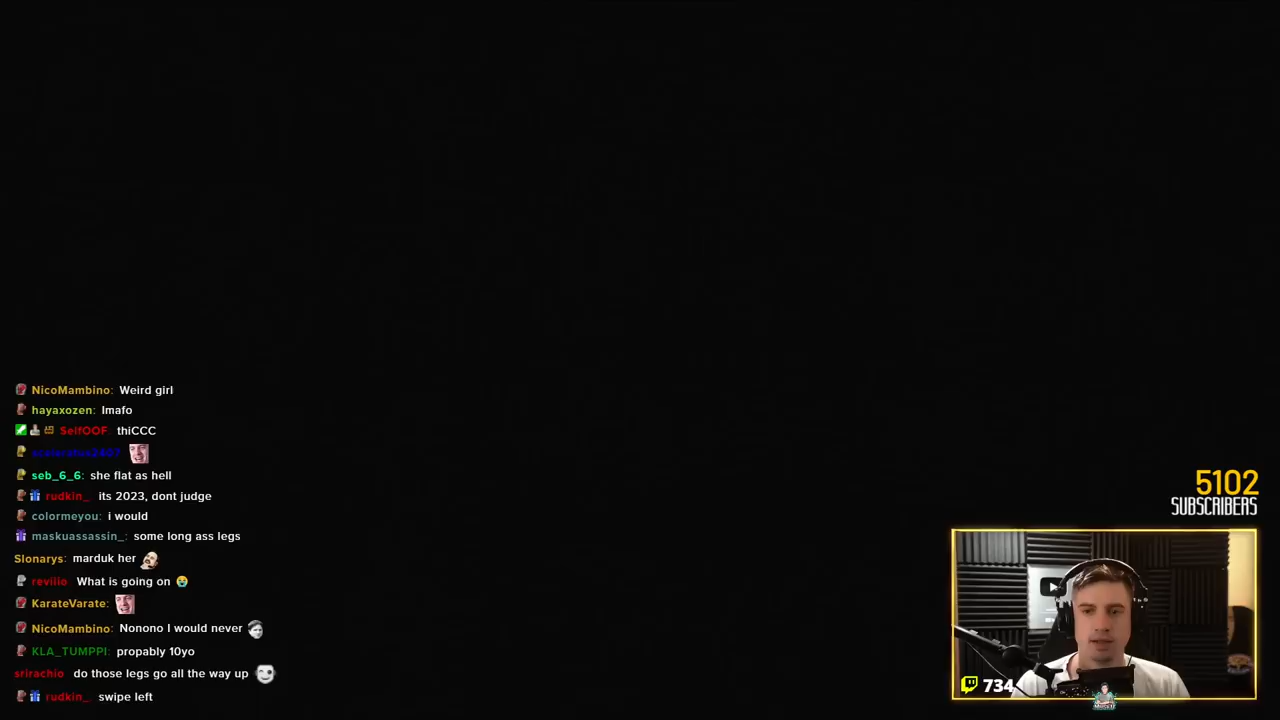 NicoMambino: Weird girl
hayaxozen: lmafo
SelfOOF: thiCCC
seb_6_6: she flat as hell
rudkin_ its 2023, dont judge
colormeyou: i would
maskuassassin_: some long ass legs
Slonarys: marduk her
revilio What is going on
KarateVarate:
NicoMambino: Nonono I would never
KLA_TUMPPI: propably 10yo
srirachio do those legs go all the way up
rudkin_ swipe left
5102
SUBSCRIBERS
734